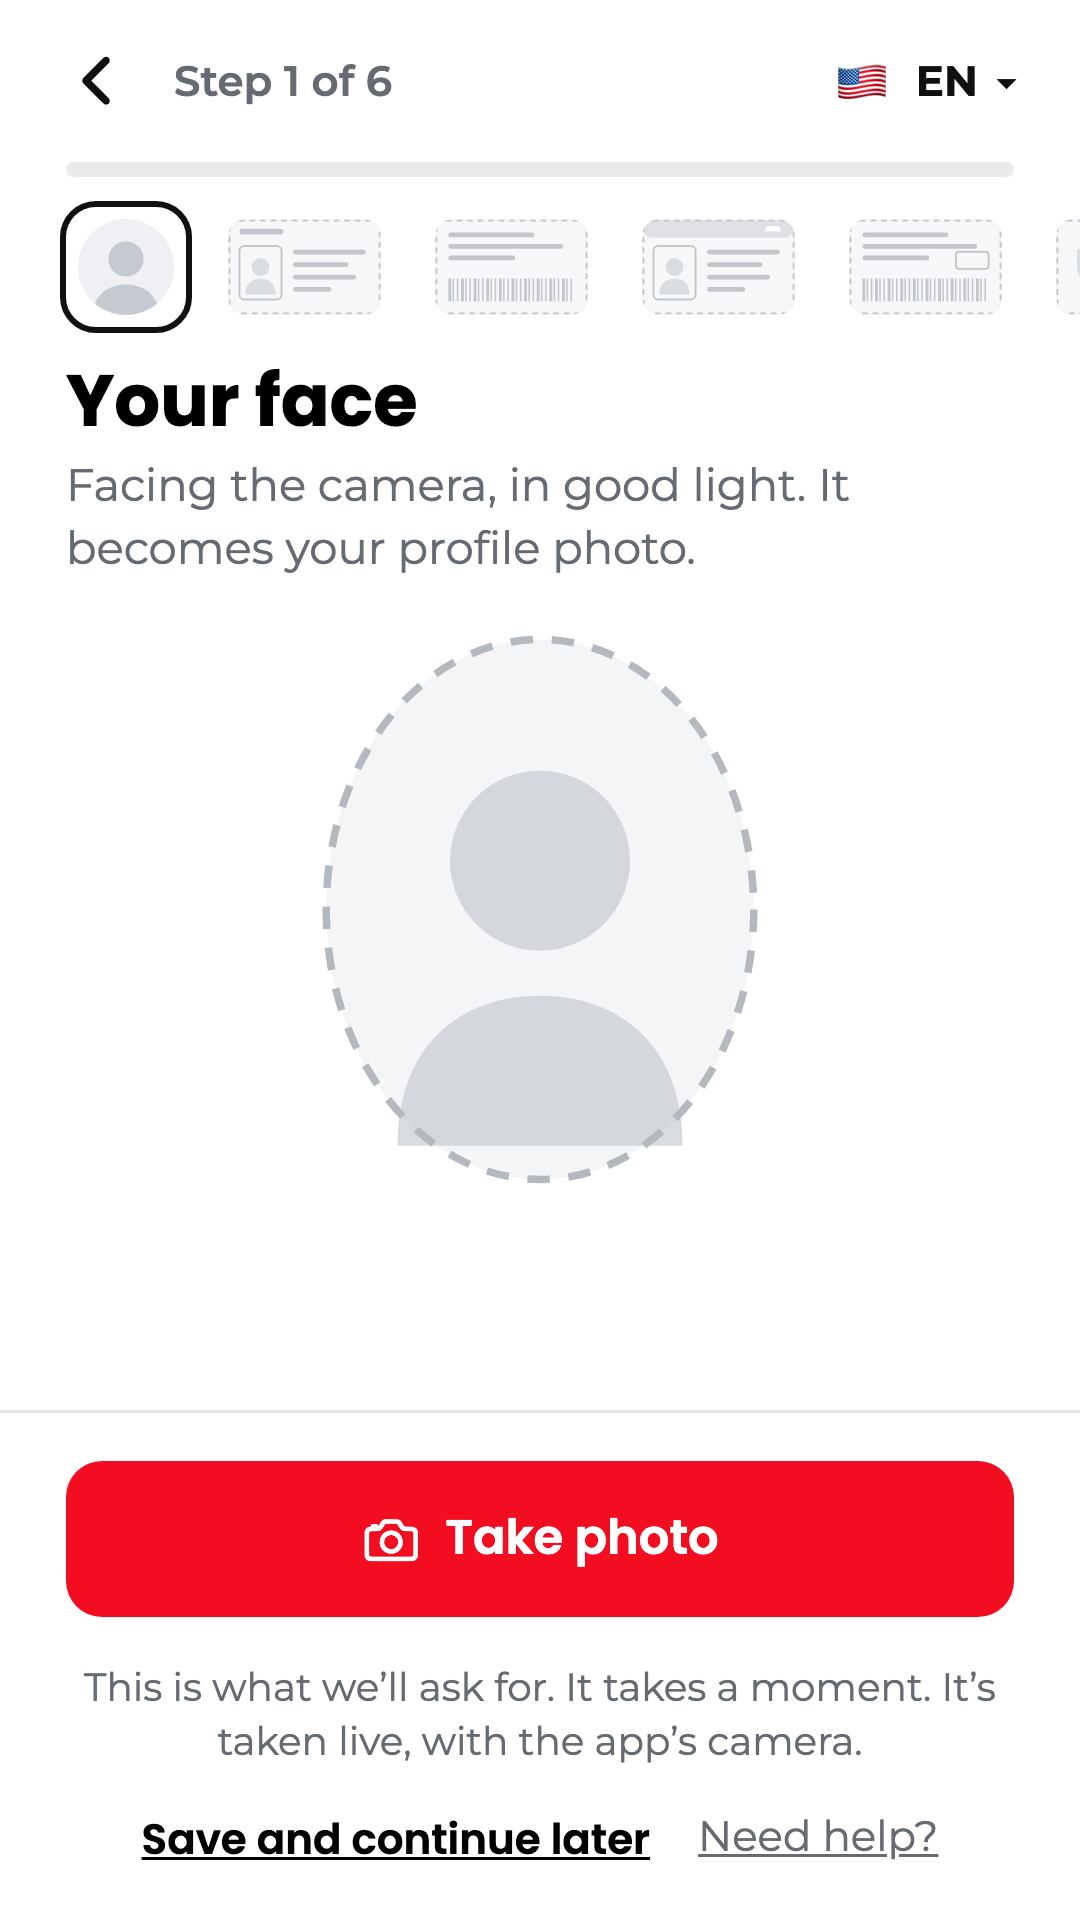 Step 1 of 6
EN
Your face
Facing the camera, in good light. It
becomes your profile photo.
Take photo
This is what we’ll ask for. It takes a moment. It’s
taken live, with the app’s camera.
Save and continue later
Need help?